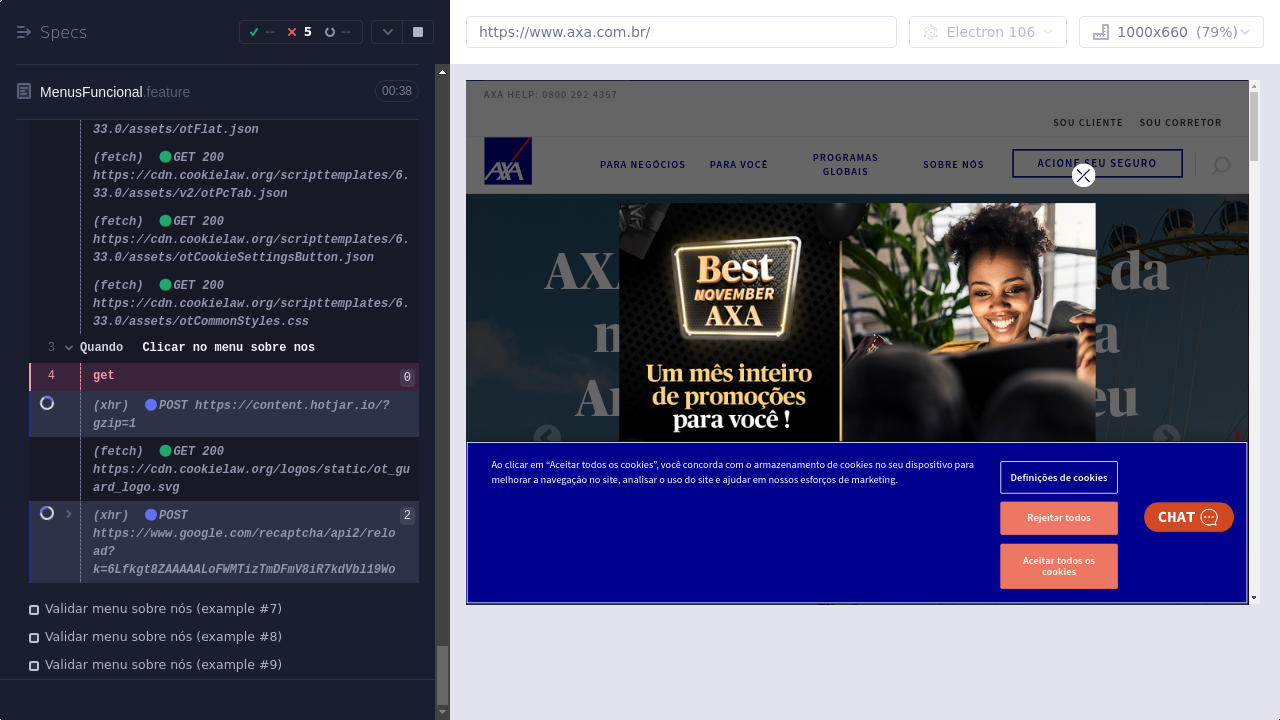 Specs
--
5
--
https://www.axa.com.br/
Electron 106
1000x660 (79%)
MenusFuncional.feature
00:38
33.0/assets/otFlat.json
(fetch) GET 200
https://cdn.cookielaw.org/scripttemplates/6.
33.0/assets/v2/otPcTab.json
(fetch) GET 200
https://cdn.cookielaw.org/scripttemplates/6.
33.0/assets/otCookieSettingsButton.json
(fetch) GET 200
https://cdn.cookielaw.org/scripttemplates/6.
33.0/assets/otCommonStyles.css
3 Quando Clicar no menu sobre nos
4 get 0
(xhr) POST https://content.hotjar.io/?
gzip=1
(fetch) GET 200
https://cdn.cookielaw.org/logos/static/ot_gu
ard_logo.svg
(xhr) POST 2
https://www.google.com/recaptcha/api2/relo
ad?
Validar menu sobre nós (example #7)
Validar menu sobre nós (example #8)
Validar menu sobre nós (example #9)
AXA HELP: 0800 292 4357
SOU CLIENTE SOU CORRETOR
AXA
PARA NEGÓCIOS
PARA VOCÊ
PROGRAMAS
GLOBAIS
SOBRE NÓS
ACIONE SEU SEGURO
AX da
Best
NOVEMBER
AXA
Um mês inteiro
de promoções
para você !
Ao clicar em “Aceitar todos os cookies”, você concorda com o armazenamento de cookies no seu dispositivo para
melhorar a navegação no site, analisar o uso do site e ajudar em nossos esforços de marketing.
Definições de cookies
Rejeitar todos
Aceitar todos os
cookies
CHAT